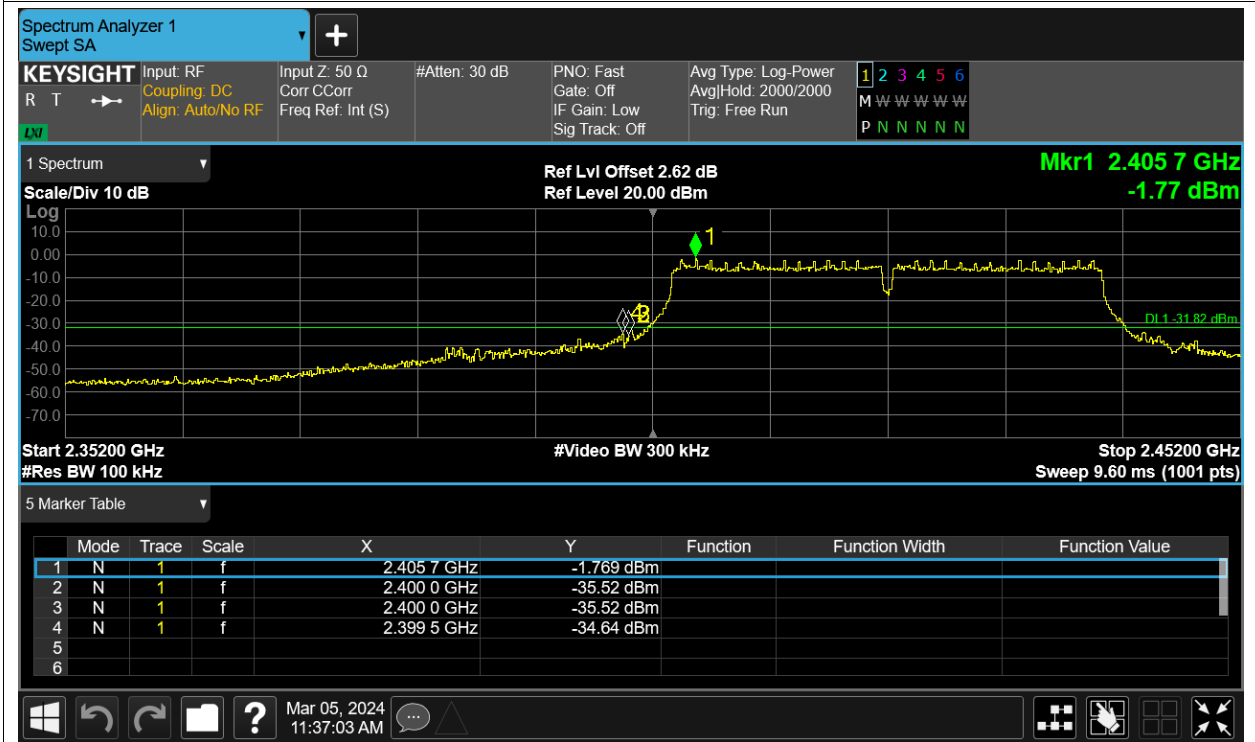 Spectrum Analyzer 1
Swept SA
KEYSIGHT
R T
LXI
Input: RF
Coupling: DC
Align: Auto/No RF
Input Z: 50 Ω
Corr CCorr
Freq Ref: Int (S)
#Atten: 30 dB
PNO: Fast
Gate: Off
IF Gain: Low
Sig Track: Off
Avg Type: Log-Power
Avg|Hold: 2000/2000
Trig: Free Run
1 2 3 4 5 6
M W W W W W
P N N N N N
1 Spectrum
Scale/Div 10 dB
Ref Lvl Offset 2.62 dB
Ref Level 20.00 dBm
Mkr1 2.405 7 GHz
-1.77 dBm
Log
10.0
0.00
-10.0
-20.0
-30.0
-40.0
-50.0
-60.0
-70.0
1
DL1 -31.82 dBm
Start 2.35200 GHz
#Res BW 100 kHz
#Video BW 300 kHz
Stop 2.45200 GHz
Sweep 9.60 ms (1001 pts)
5 Marker Table
Mode Trace Scale X Y Function Function Width Function Value
1 N 1 f 2.405 7 GHz -1.769 dBm
2 N 1 f 2.400 0 GHz -35.52 dBm
3 N 1 f 2.400 0 GHz -35.52 dBm
4 N 1 f 2.399 5 GHz -34.64 dBm
5
6
?
Mar 05, 2024
11:37:03 AM